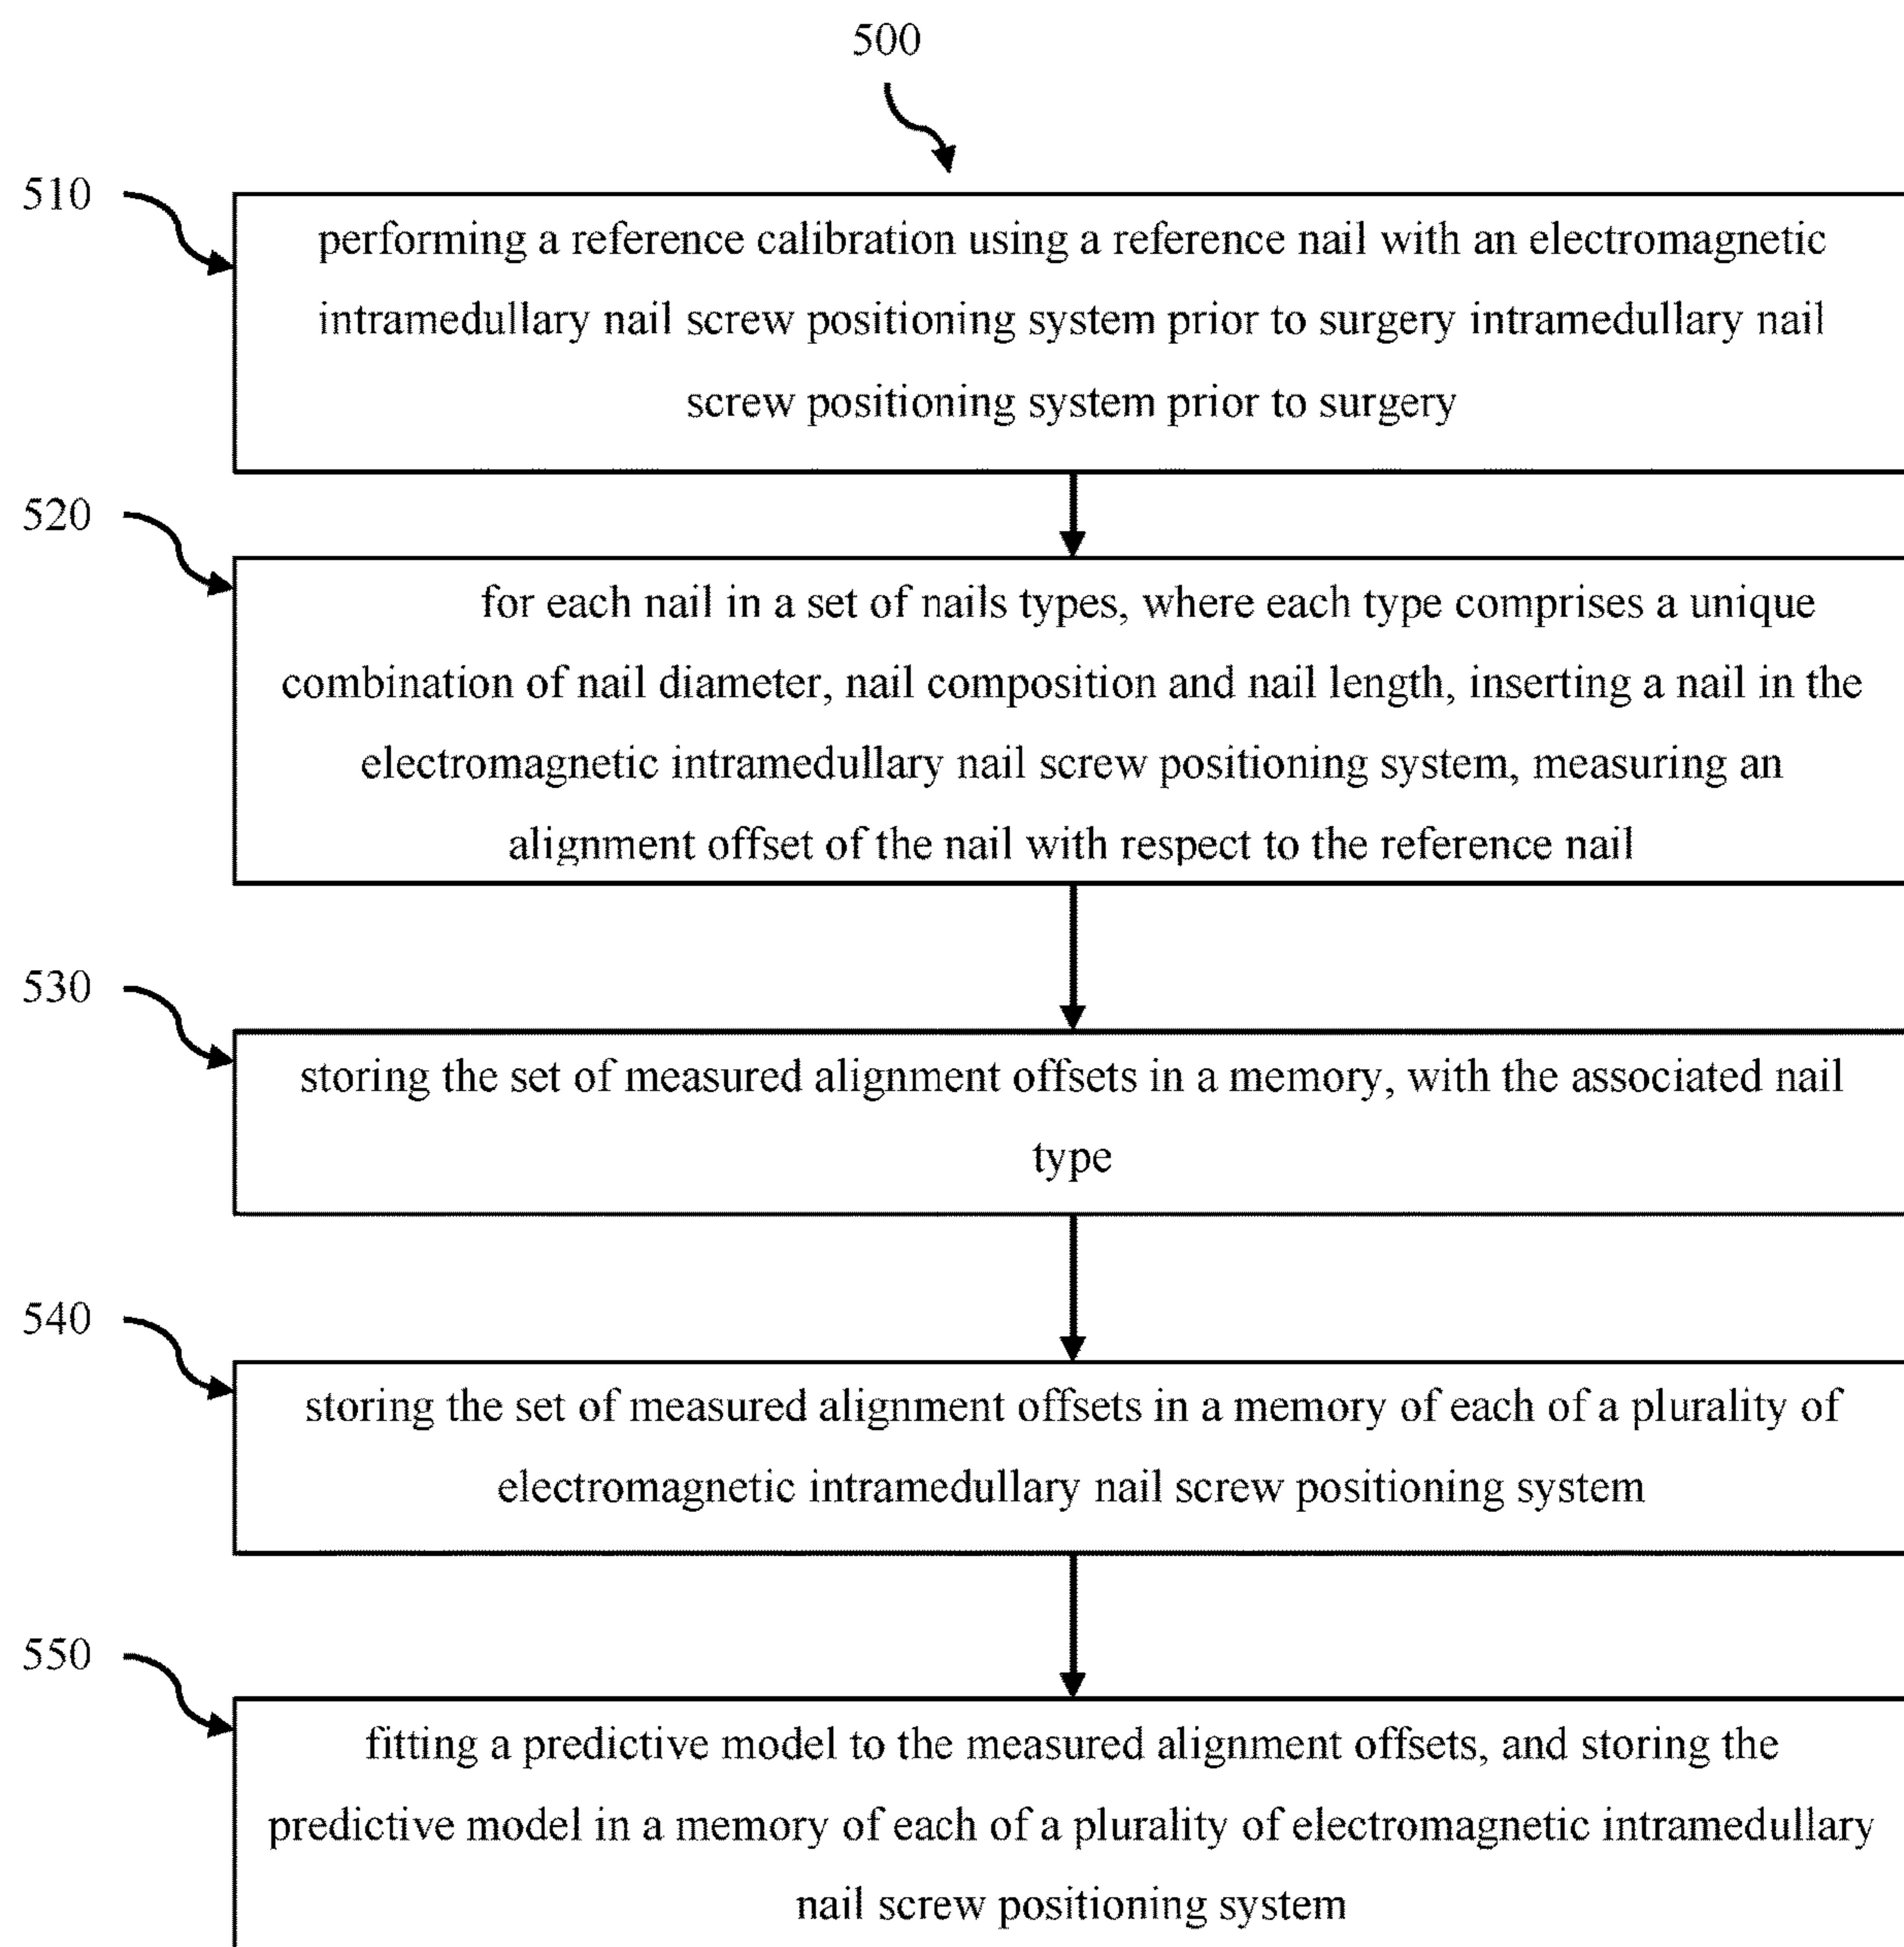 500
510
performing a reference calibration using a reference nail with an electromagnetic
intramedullary nail screw positioning system prior to surgery intramedullary nail
screw positioning system prior to surgery
520
for each nail in a set of nails types, where each type comprises a unique
combination of nail diameter, nail composition and nail length, inserting a nail in the
electromagnetic intramedullary nail screw positioning system, measuring an
alignment offset of the nail with respect to the reference nail
530
storing the set of measured alignment offsets in a memory, with the associated nail
type
540
storing the set of measured alignment offsets in a memory of each of a plurality of
electromagnetic intramedullary nail screw positioning system
550
fitting a predictive model to the measured alignment offsets, and storing the
predictive model in a memory of each of a plurality of electromagnetic intramedullary
nail screw positioning system